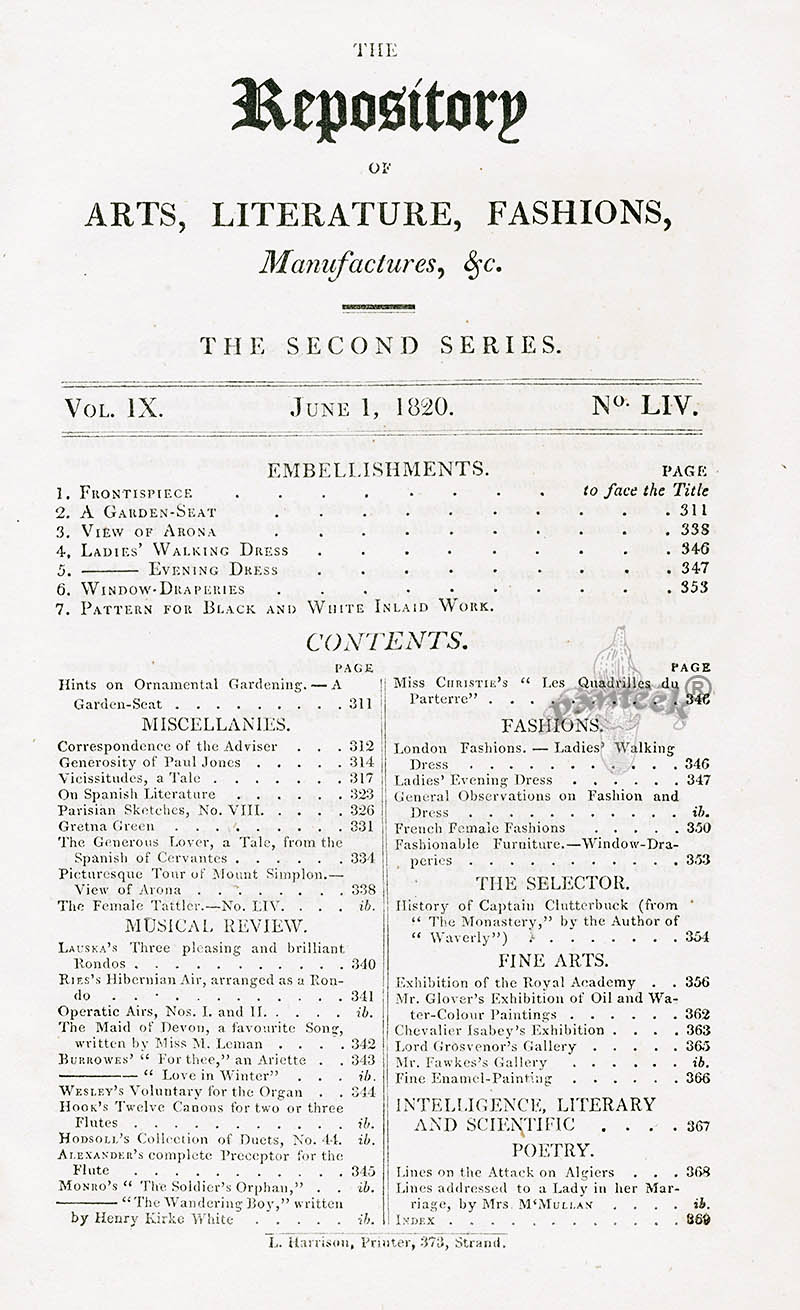 THE
Repository
OF
ARTS, LITERATURE, FASHIONS,
Manufactures, &c.
THE SECOND SERIES.
VOL. IX. JUNE 1, 1820. No. LIV.
EMBELLISHMENTS. PAGE
1. FRONTISPIECE . . . . . . . . to face the Title
2. A GARDEN-SEAT . . . . . . . . 311
3. VIEW OF ARONA . . . . . . . . 338
4. LADIES' WALKING DRESS . . . . . . . . 346
5. ——— EVENING DRESS . . . . . . . . 347
6. WINDOW-DRAPERIES . . . . . . . . 353
7. PATTERN FOR BLACK AND WHITE INLAID WORK.
CONTENTS.
PAGE
Hints on Ornamental Gardening.—A
Garden-Seat . . . . . . . . . 311
MISCELLANIES.
Correspondence of the Adviser . . . 312
Generosity of Paul Jones . . . . . 314
Vicissitudes, a Tale . . . . . . . 317
On Spanish Literature . . . . . . 323
Parisian Sketches, No. VIII. . . . . 326
Gretna Green . . . . . . . . . 331
The Generous Lover, a Tale, from the
Spanish of Cervantes . . . . . . 334
Picturesque Tour of Mount Simplon.—
View of Arona . . . . . . . . 338
The Female Tattler.—No. LIV. . . . ib.
MUSICAL REVIEW.
LAUSKA'S Three pleasing and brilliant
Rondos . . . . . . . . . . . 340
RIES'S Hibernian Air, arranged as a Ron-
do . . . . . . . . . . . . 341
Operatic Airs, Nos. I. and II. . . . . ib.
The Maid of Devon, a favourite Song,
written by Miss M. Leman . . . . 342
BURROWES' “ For thee,” an Ariette . . 343
——— “ Love in Winter” . . . ib.
WESLEY'S Voluntary for the Organ . . 344
HOOK'S Twelve Canons for two or three
Flutes . . . . . . . . . . . ib.
HODSOLL'S Collection of Duets, No. 44. ib.
ALEXANDER'S complete Preceptor for the
Flute . . . . . . . . . . . 345
MONRO'S “ The Soldier's Orphan,” . . ib.
——— “The Wandering Boy,” written
by Henry Kirke White . . . . . ib.
PAGE
Miss CHRISTIE'S “ Les Quadrilles du
Parterre” . . . . . . . . . . 346
FASHIONS.
London Fashions. — Ladies' Walking
Dress . . . . . . . . . . . 346
Ladies' Evening Dress . . . . . . 347
General Observations on Fashion and
Dress . . . . . . . . . . . ib.
French Female Fashions . . . . . 350
Fashionable Furniture.—Window-Dra-
peries . . . . . . . . . . . 353
THE SELECTOR.
History of Captain Clutterbuck (from
“ The Monastery,” by the Author of
“ Waverly”) . . . . . . . . 354
FINE ARTS.
Exhibition of the Royal Academy . . 356
Mr. Glover's Exhibition of Oil and Wa-
ter-Colour Paintings . . . . . . 362
Chevalier Isabey's Exhibition . . . . 363
Lord Grosvenor's Gallery . . . . . 365
Mr. Fawkes's Gallery . . . . . . ib.
Fine Enamel-Painting . . . . . . 366
INTELLIGENCE, LITERARY
AND SCIENTIFIC . . . . 367
POETRY.
Lines on the Attack on Algiers . . . 368
Lines addressed to a Lady in her Mar-
riage, by Mrs. M‘MULLAN . . . . ib.
INDEX . . . . . . . . . . . . 369
L. Harrison, Printer, 373, Strand.
panteek®